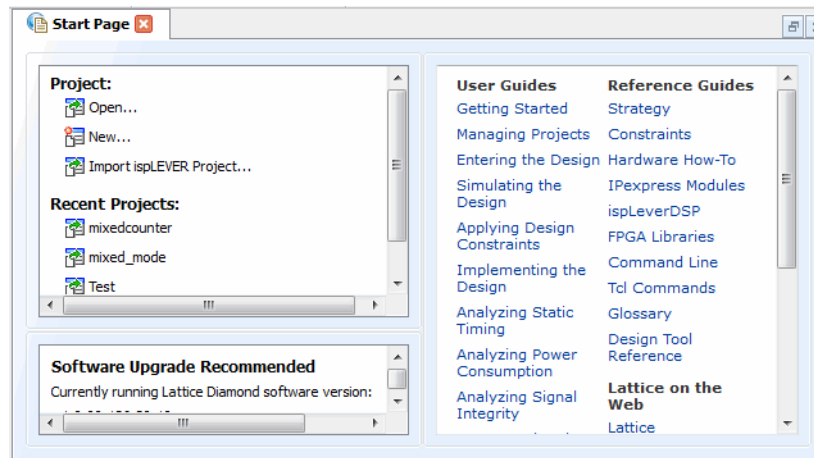 Start Page
Project:
Open...
New...
Import ispLEVER Project...
Recent Projects:
mixedcounter
mixed_mode
Test
Software Upgrade Recommended
Currently running Lattice Diamond software version:
User Guides
Getting Started
Managing Projects
Entering the Design
Simulating the
Design
Applying Design
Constraints
Implementing the
Design
Analyzing Static
Timing
Analyzing Power
Consumption
Analyzing Signal
Integrity
Reference Guides
Strategy
Constraints
Hardware How-To
IPexpress Modules
ispLeverDSP
FPGA Libraries
Command Line
Tcl Commands
Glossary
Design Tool
Reference
Lattice on the
Web
Lattice